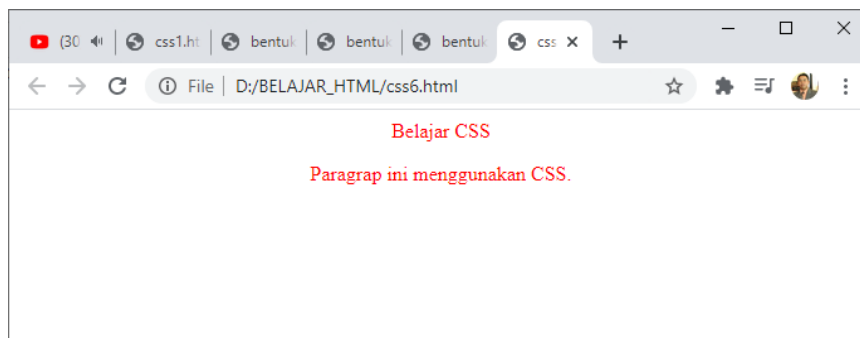 (30 css1.ht bentuk bentuk bentuk css
File D:/BELAJAR_HTML/css6.html
Belajar CSS
Paragrap ini menggunakan CSS.